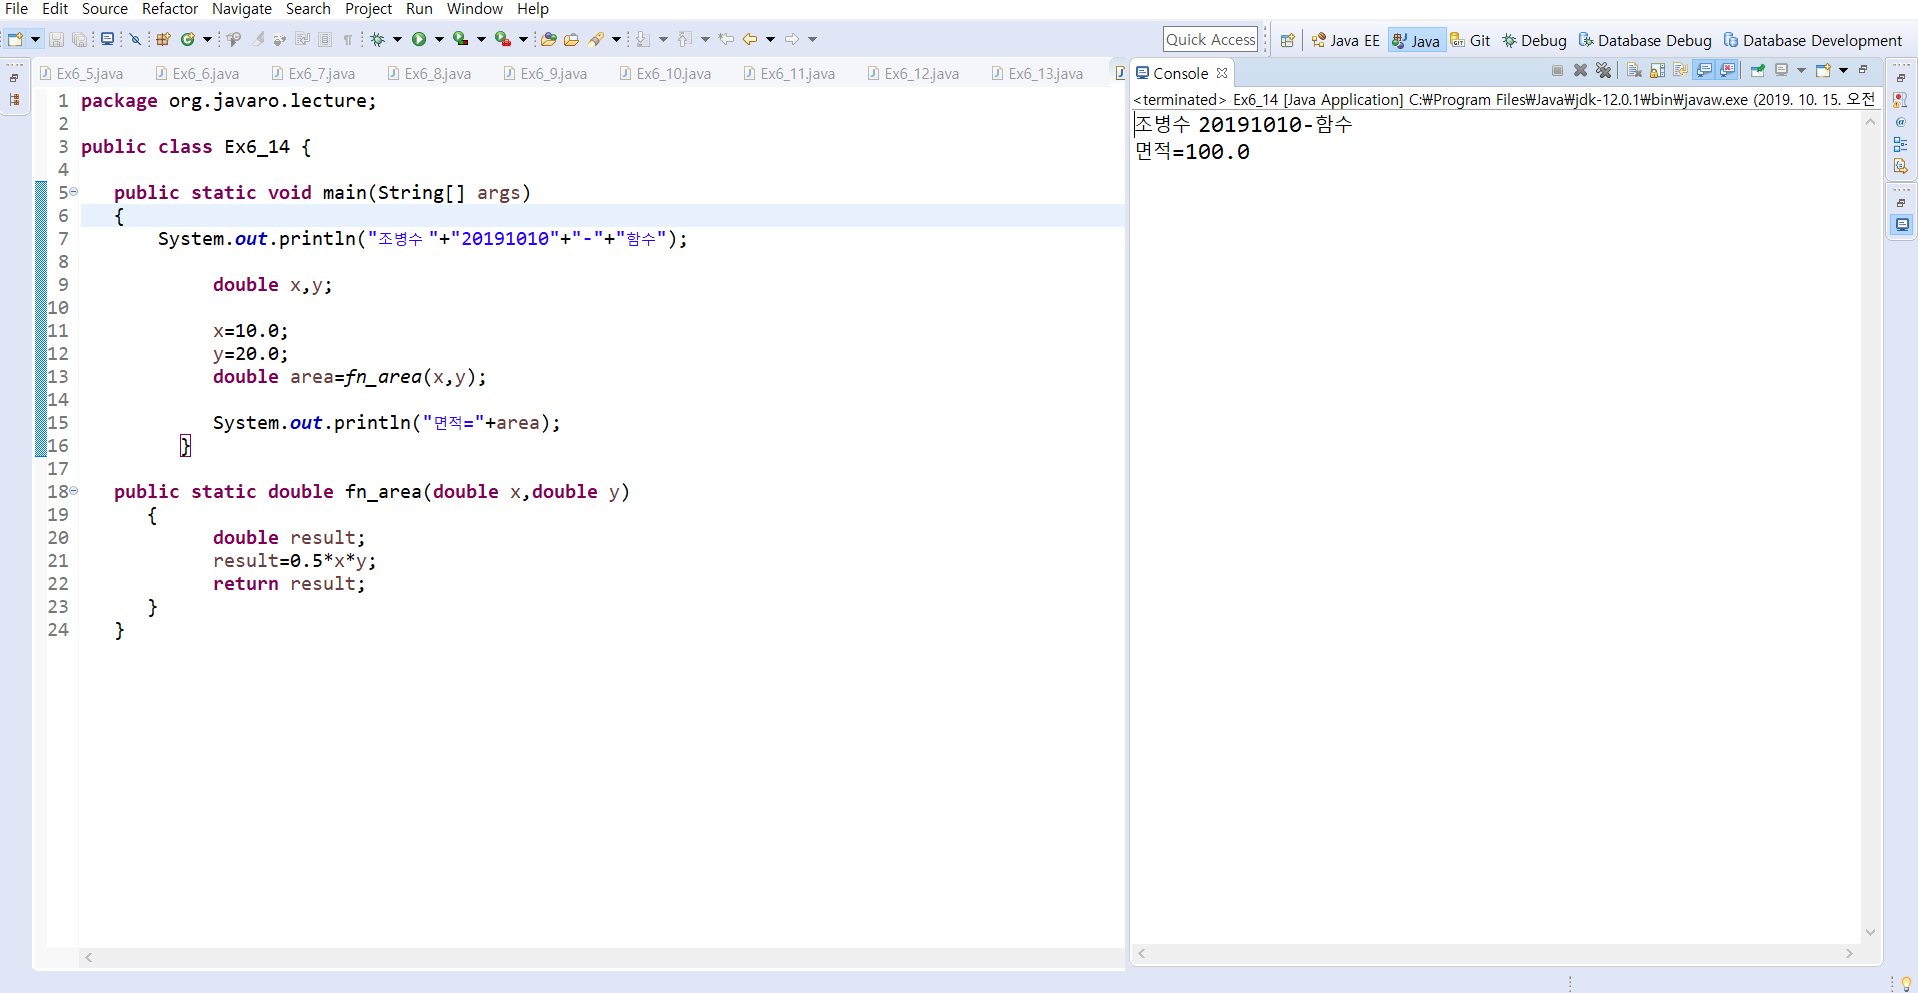 File Edit Source Refactor Navigate Search Project Run Window Help
Quick Access Java EE Java Git Debug Database Debug Database Development
Ex6_5.java Ex6_6.java Ex6_7.java Ex6_8.java Ex6_9.java Ex6_10.java Ex6_11.java Ex6_12.java Ex6_13.java
1 package org.javaro.lecture;
2
3 public class Ex6_14 {
4
5 public static void main(String[] args)
6 {
7 System.out.println("조병수 "+"20191010"+"-"+"함수");
8
9 double x,y;
10
11 x=10.0;
12 y=20.0;
13 double area=fn_area(x,y);
14
15 System.out.println("면적="+area);
16 }
17
18 public static double fn_area(double x,double y)
19 {
20 double result;
21 result=0.5*x*y;
22 return result;
23 }
24 }
Console
<terminated> Ex6_14 [Java Application] C:₩Program Files₩Java₩jdk-12.0.1₩bin₩javaw.exe (2019. 10. 15. 오전
조병수 20191010-함수
면적=100.0